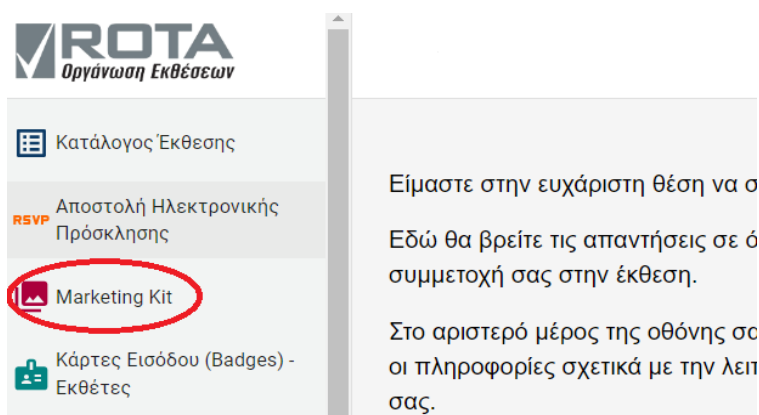 ROTA
Οργάνωση Εκθέσεων
Κατάλογος Έκθεσης
RSVP
Αποστολή Ηλεκτρονικής
Πρόσκλησης
Marketing Kit
Κάρτες Εισόδου (Badges) -
Εκθέτες
Είμαστε στην ευχάριστη θέση να
Εδώ θα βρείτε τις απαντήσεις σε
συμμετοχή σας στην έκθεση.
Στο αριστερό μέρος της οθόνης
οι πληροφορίες σχετικά με την
σας.